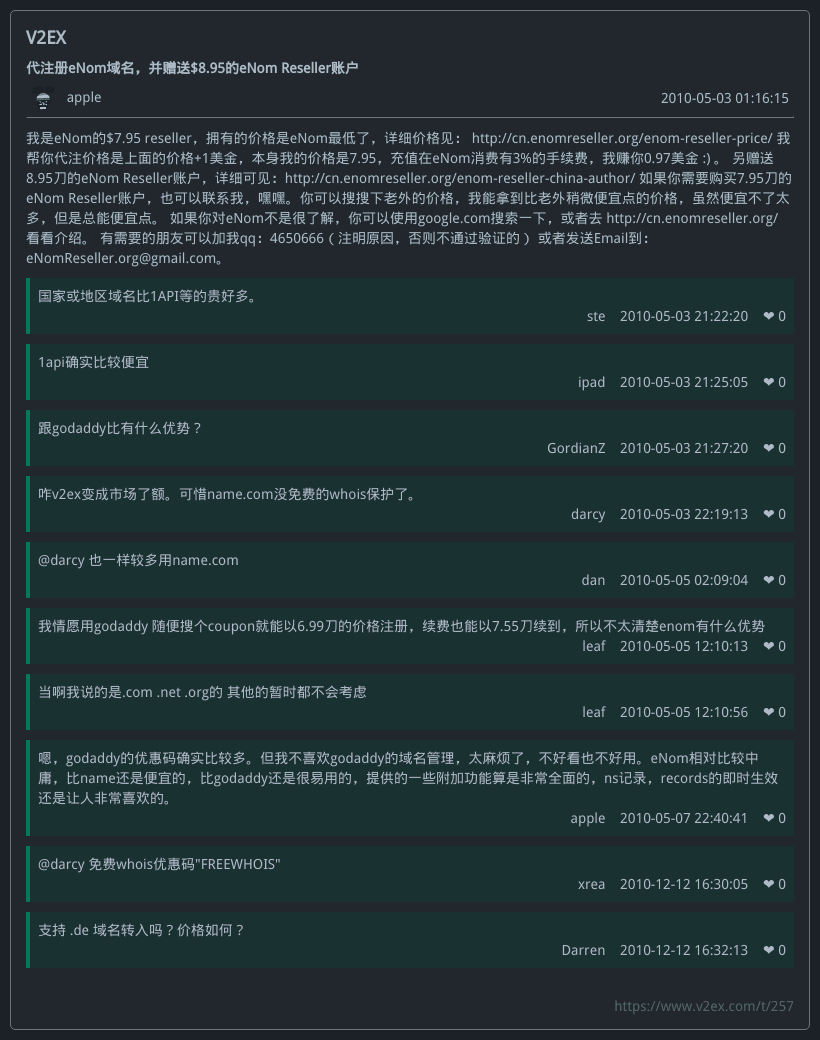 V2EX
代注册eNom域名，并赠送$8.95的eNom Reseller账户
apple 2010-05-03 01:16:15
我是eNom的$7.95 reseller，拥有的价格是eNom最低了，详细价格见： http://cn.enomreseller.org/enom-reseller-price/ 我
帮你代注价格是上面的价格+1美金，本身我的价格是7.95，充值在eNom消费有3%的手续费，我赚你0.97美金 :) 。 另赠送
8.95刀的eNom Reseller账户，详细可见：http://cn.enomreseller.org/enom-reseller-china-author/ 如果你需要购买7.95刀的
eNom Reseller账户，也可以联系我，嘿嘿。你可以搜搜下老外的价格，我能拿到比老外稍微便宜点的价格，虽然便宜不了太
多，但是总能便宜点。 如果你对eNom不是很了解，你可以使用google.com搜索一下，或者去 http://cn.enomreseller.org/
看看介绍。 有需要的朋友可以加我qq：4650666（注明原因，否则不通过验证的 ）或者发送Email到：
eNomReseller.org@gmail.com。
国家或地区域名比1API等的贵好多。
ste 2010-05-03 21:22:20 ❤ 0
1api确实比较便宜
ipad 2010-05-03 21:25:05 ❤ 0
跟godaddy比有什么优势？
GordianZ 2010-05-03 21:27:20 ❤ 0
咋v2ex变成市场了额。可惜name.com没免费的whois保护了。
darcy 2010-05-03 22:19:13 ❤ 0
@darcy 也一样较多用name.com
dan 2010-05-05 02:09:04 ❤ 0
我情愿用godaddy 随便搜个coupon就能以6.99刀的价格注册，续费也能以7.55刀续到，所以不太清楚enom有什么优势
leaf 2010-05-05 12:10:13 ❤ 0
当啊我说的是.com .net .org的 其他的暂时都不会考虑
leaf 2010-05-05 12:10:56 ❤ 0
嗯，godaddy的优惠码确实比较多。但我不喜欢godaddy的域名管理，太麻烦了，不好看也不好用。eNom相对比较中
庸，比name还是便宜的，比godaddy还是很易用的，提供的一些附加功能算是非常全面的，ns记录，records的即时生效
还是让人非常喜欢的。
apple 2010-05-07 22:40:41 ❤ 0
@darcy 免费whois优惠码"FREEWHOIS"
xrea 2010-12-12 16:30:05 ❤ 0
支持 .de 域名转入吗？价格如何？
Darren 2010-12-12 16:32:13 ❤ 0
https://www.v2ex.com/t/257